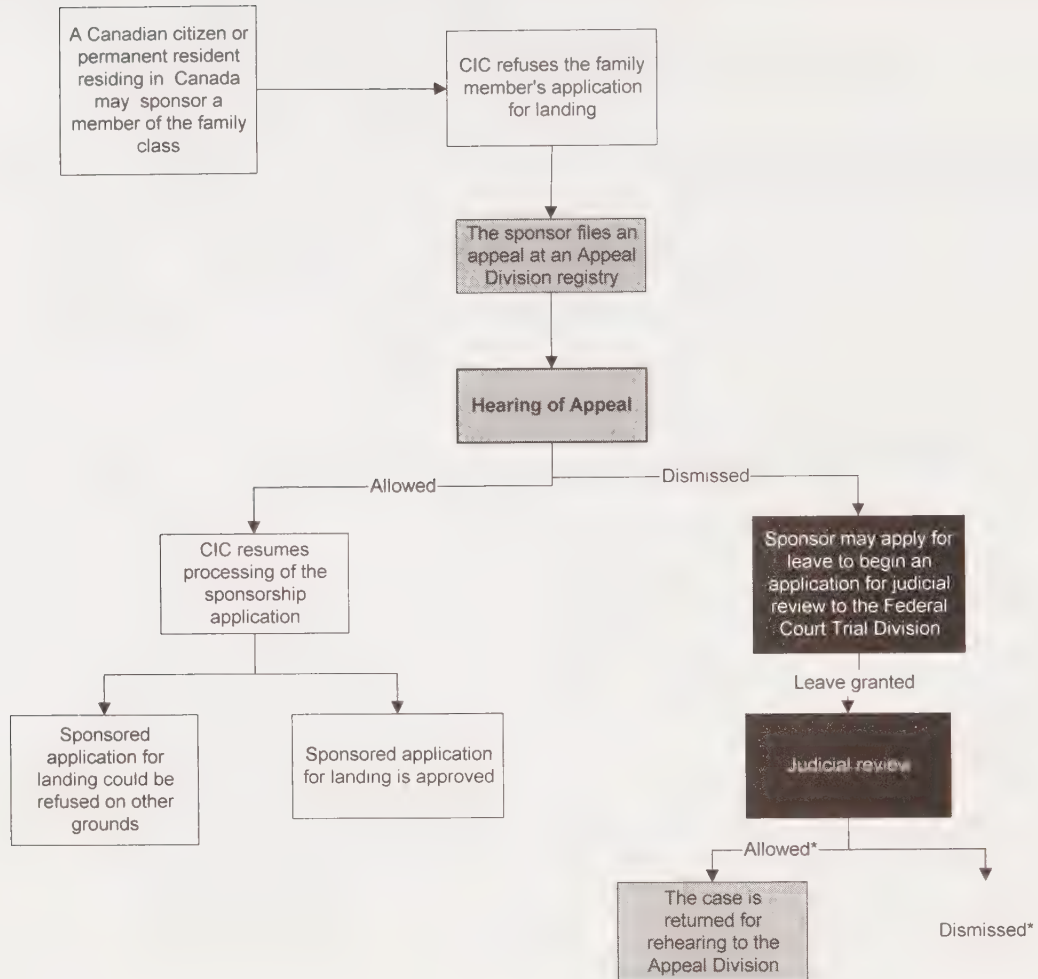 A Canadian citizen or
permanent resident
residing in Canada
may sponsor a
member of the family
class
CIC refuses the family
member's application
for landing
The sponsor files an
appeal at an Appeal
Division registry
Hearing of Appeal
Allowed
Dismissed
CIC resumes
processing of the
sponsorship
application
Sponsor may apply for
leave to begin an
application for judicial
review to the Federal
Court Trial Division
Leave granted
Sponsored
application for
landing could be
refused on other
grounds
Sponsored application
for landing is approved
Judicial review
Allowed*
Dismissed*
The case is
returned for
rehearing to the
Appeal Division